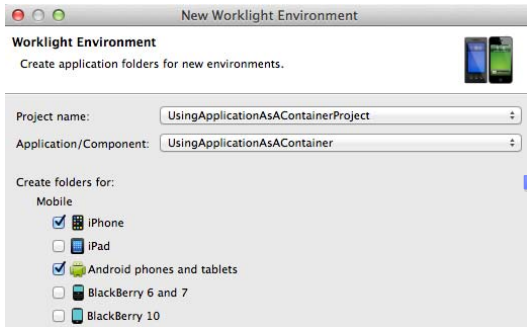 New Worklight Environment
Worklight Environment
Create application folders for new environments.
Project name: UsingApplicationAsAContainerProject
Application/Component: UsingApplicationAsAContainer
Create folders for:
Mobile
iPhone
iPad
Android phones and tablets
BlackBerry 6 and 7
BlackBerry 10